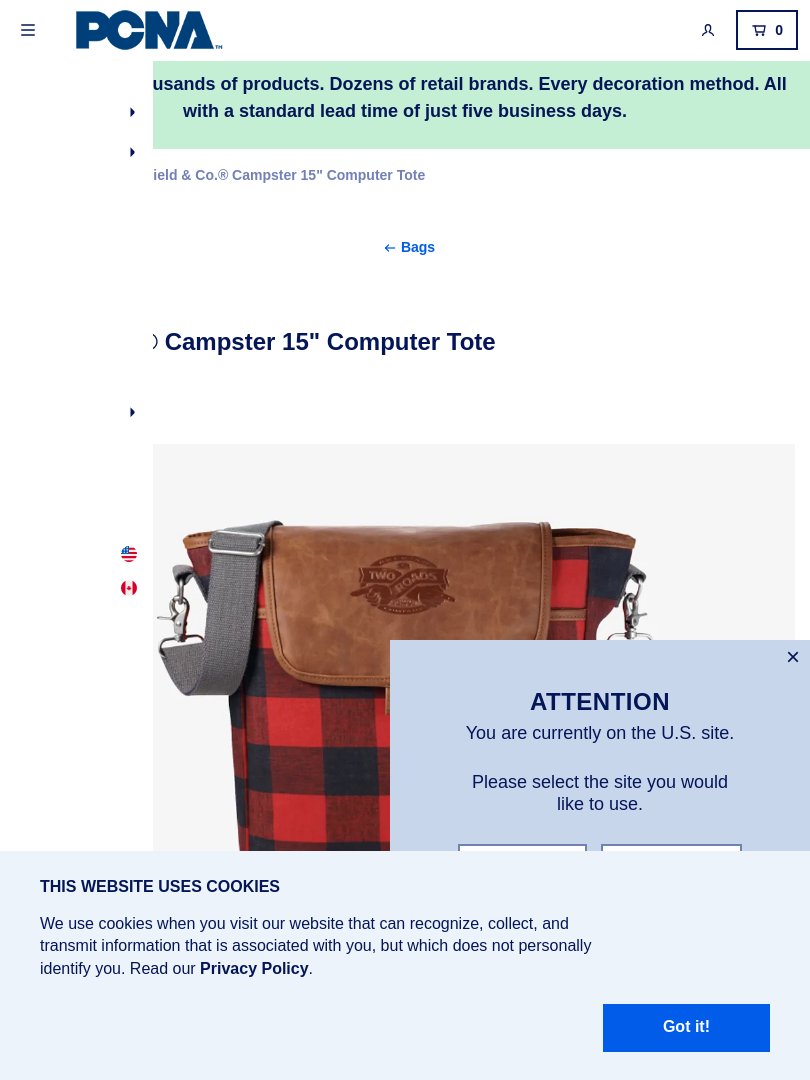 PCNA™
0
usands of products. Dozens of retail brands. Every decoration method. All
with a standard lead time of just five business days.
ield & Co.® Campster 15" Computer Tote
Bags
Campster 15" Computer Tote
TWO ROADS
ATTENTION
You are currently on the U.S. site.
Please select the site you would
like to use.
THIS WEBSITE USES COOKIES
We use cookies when you visit our website that can recognize, collect, and
transmit information that is associated with you, but which does not personally
identify you. Read our Privacy Policy.
Got it!